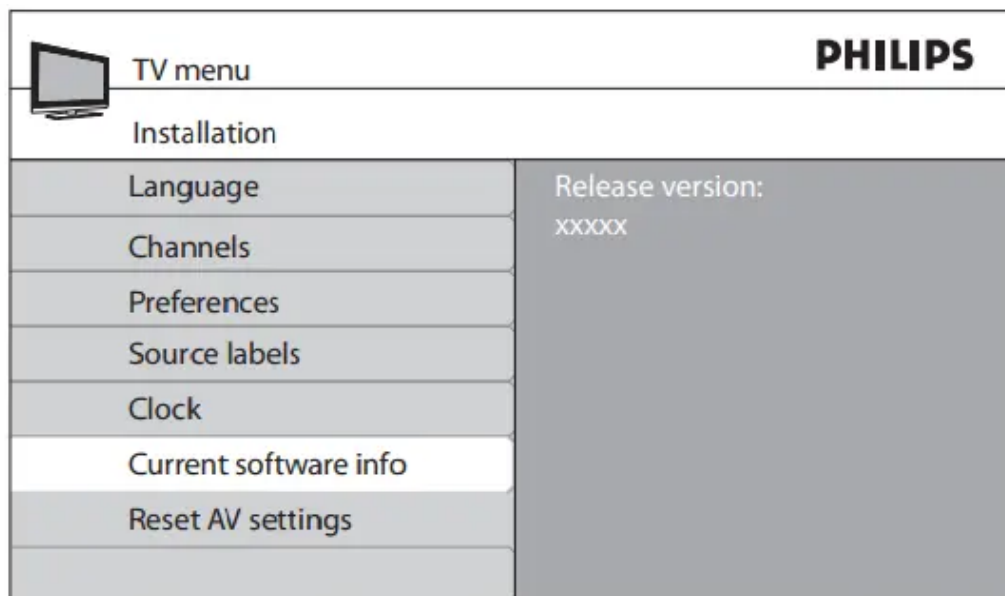 TV menu
PHILIPS
Installation
Language
Release version:
xxxxx
Channels
Preferences
Source labels
Clock
Current software info
Reset AV settings